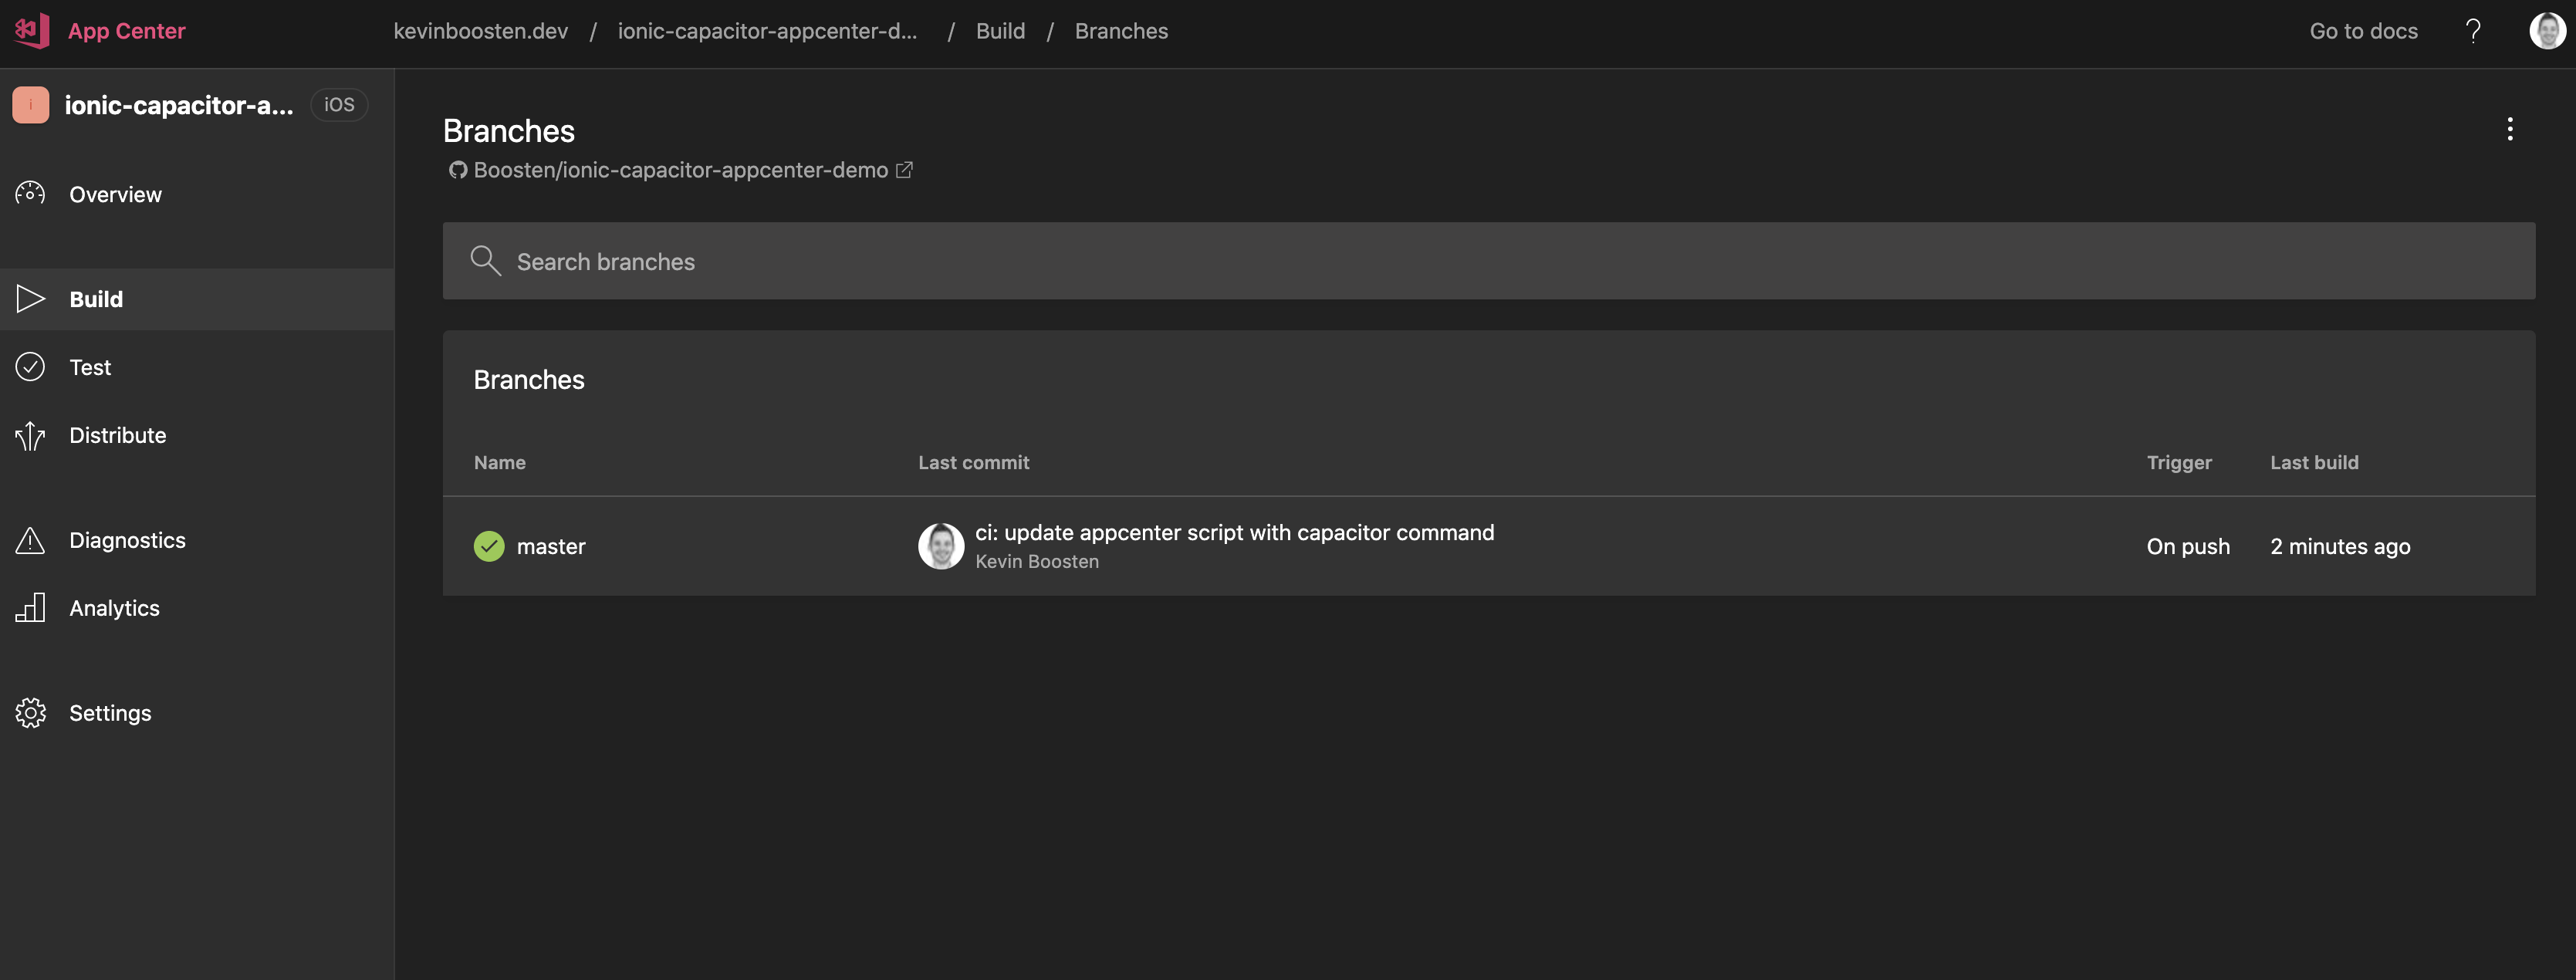 App Center
kevinboosten.dev / ionic-capacitor-appcenter-d... / Build / Branches
Go to docs ?
i ionic-capacitor-a... iOS
Overview
Build
Test
Distribute
Diagnostics
Analytics
Settings
Branches
Boosten/ionic-capacitor-appcenter-demo
Search branches
Branches
Name Last commit Trigger Last build
master ci: update appcenter script with capacitor command On push 2 minutes ago
Kevin Boosten